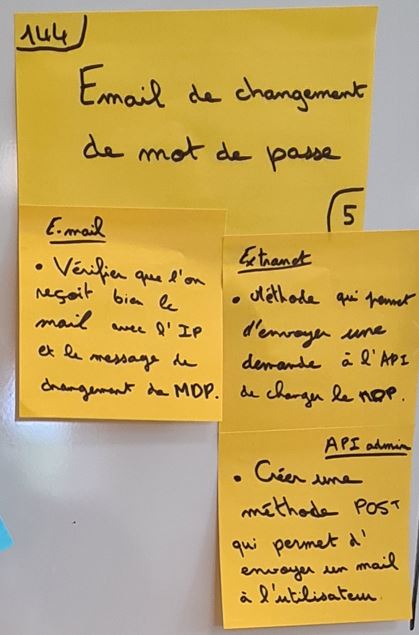 144
Email de changement
de mot de passe
5
E-mail
• Vérifier que l'on
reçoit bien le
mail avec l'IP
et le message de
changement de MDP.
Extranet
• Méthode qui permet
d'envoyer une
demande à l'API
de changer le MDP.
API admin
• Créer une
méthode POST
qui permet d'
envoyer un mail
à l'utilisateur.